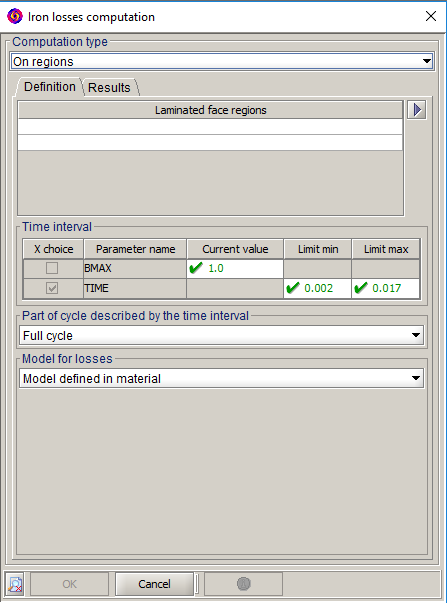 Iron losses computation
Computation type
On regions
Definition Results
Laminated face regions
Time interval
X choice Parameter name Current value Limit min Limit max
BMAX 1.0
TIME 0.002 0.017
Part of cycle described by the time interval
Full cycle
Model for losses
Model defined in material
OK Cancel